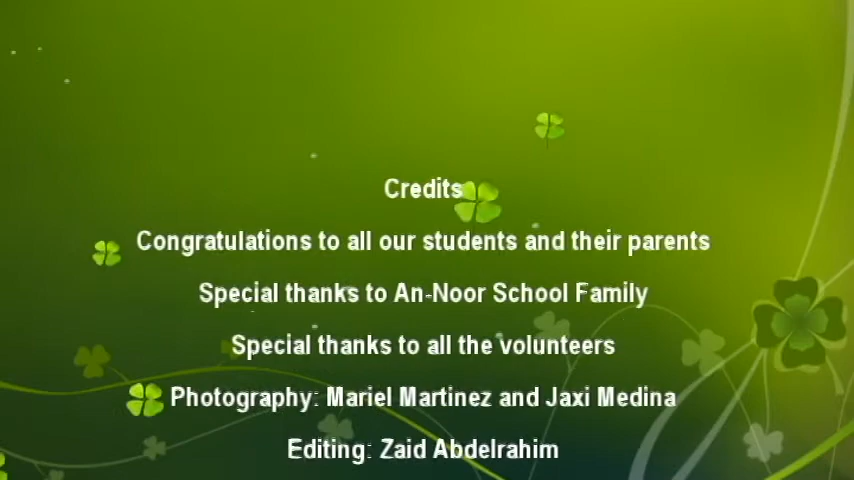 Credits
Congratulations to all our students and their parents
Special thanks to An-Noor School Family
Special thanks to all the volunteers
Photography: Mariel Martinez and Jaxi Medina
Editing: Zaid Abdelrahim